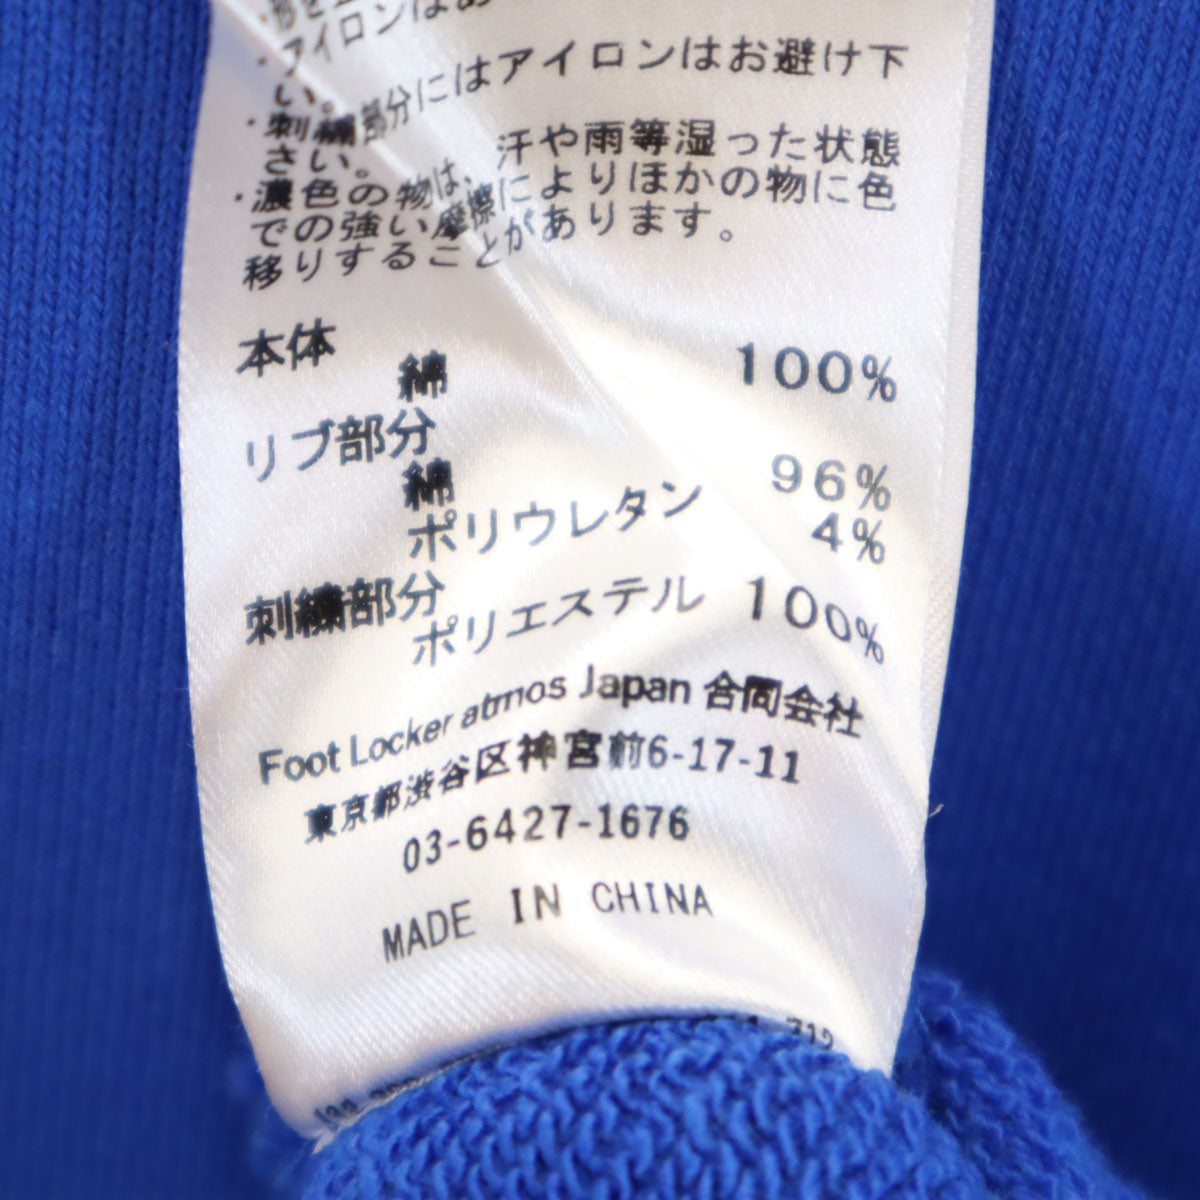 ・アイロンはお
い。
・刺繍部分にはアイロンはお避け下
さい。
・濃色の物は、汗や雨等湿った状態
での強い摩擦によりほかの物に色
移りすることがあります。
本体
綿 100%
リブ部分
綿 96%
ポリウレタン 4%
刺繍部分
ポリエステル 100%
Foot Locker atmos Japan 合同会社
東京都渋谷区神宮前6-17-11
03-6427-1676
MADE IN CHINA